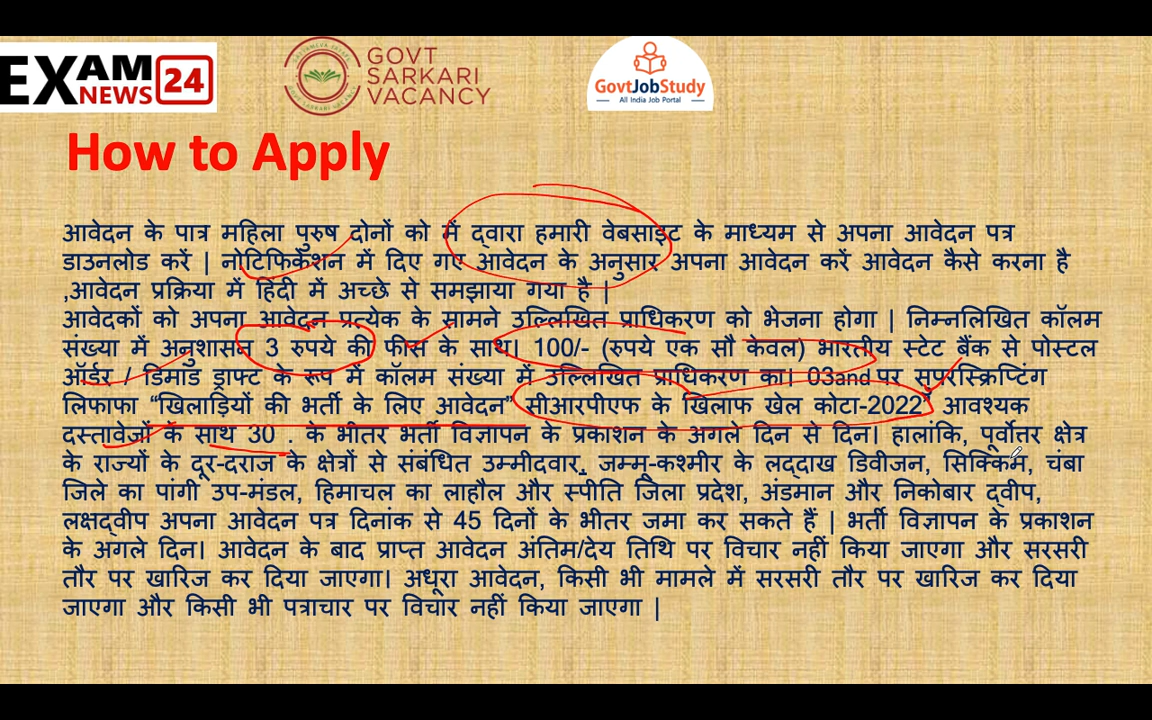 EXAM NEWS 24
GOVT SARKARI VACANCY
GovtJobStudy
All India Job Portal
How to Apply
आवेदन के पात्र महिला पुरुष दोनों को में द्वारा हमारी वेबसाइट के माध्यम से अपना आवेदन पत्र
डाउनलोड करें | नोटिफिकेशन में दिए गए आवेदन के अनुसार अपना आवेदन करें आवेदन कैसे करना है
,आवेदन प्रक्रिया में हिंदी में अच्छे से समझाया गया है |
आवेदकों को अपना आवेदन प्रत्येक के सामने उल्लिखित प्राधिकरण को भेजना होगा | निम्नलिखित कॉलम
संख्या में अनुशासन 3 रुपये की फीस के साथ। 100/- (रुपये एक सौ केवल) भारतीय स्टेट बैंक से पोस्टल
ऑर्डर / डिमांड ड्राफ्ट के रूप में कॉलम संख्या में उल्लिखित प्राधिकरण का। 03and पर सुपरस्क्रिप्टिंग
लिफाफा “खिलाड़ियों की भर्ती के लिए आवेदन” सीआरपीएफ के खिलाफ खेल कोटा-2022” आवश्यक
दस्तावेजों के साथ 30 . के भीतर भर्ती विज्ञापन के प्रकाशन के अगले दिन से दिन। हालांकि, पूर्वोत्तर क्षेत्र
के राज्यों के दूर-दराज के क्षेत्रों से संबंधित उम्मीदवार, जम्मू-कश्मीर के लद्दाख डिवीजन, सिक्किम, चंबा
जिले का पांगी उप-मंडल, हिमाचल का लाहौल और स्पीति जिला प्रदेश, अंडमान और निकोबार द्वीप,
लक्षद्वीप अपना आवेदन पत्र दिनांक से 45 दिनों के भीतर जमा कर सकते हैं | भर्ती विज्ञापन के प्रकाशन
के अगले दिन। आवेदन के बाद प्राप्त आवेदन अंतिम/देय तिथि पर विचार नहीं किया जाएगा और सरसरी
तौर पर खारिज कर दिया जाएगा। अधूरा आवेदन, किसी भी मामले में सरसरी तौर पर खारिज कर दिया
जाएगा और किसी भी पत्राचार पर विचार नहीं किया जाएगा |